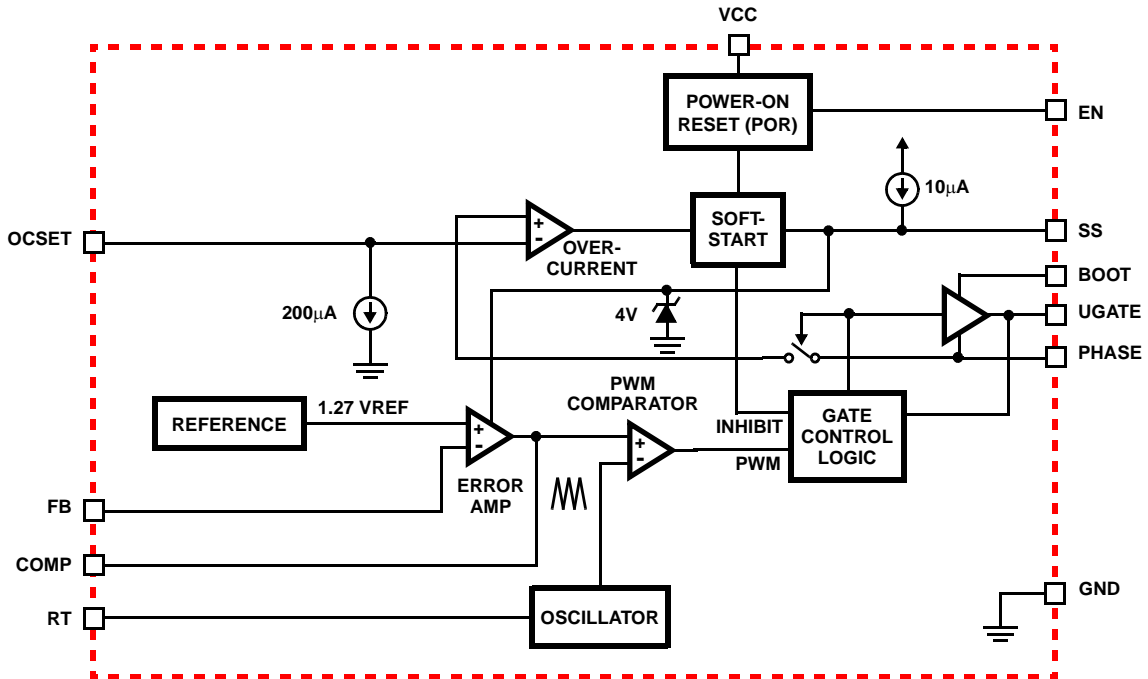 VCC
POWER-ON
RESET (POR)
EN
10µA
OCSET
+
-
OVER-
CURRENT
SOFT-
START
SS
BOOT
200µA
4V
UGATE
PHASE
PWM
COMPARATOR
REFERENCE
1.27 VREF
+
-
+
-
INHIBIT
PWM
GATE
CONTROL
LOGIC
ERROR
AMP
FB
COMP
RT
OSCILLATOR
GND